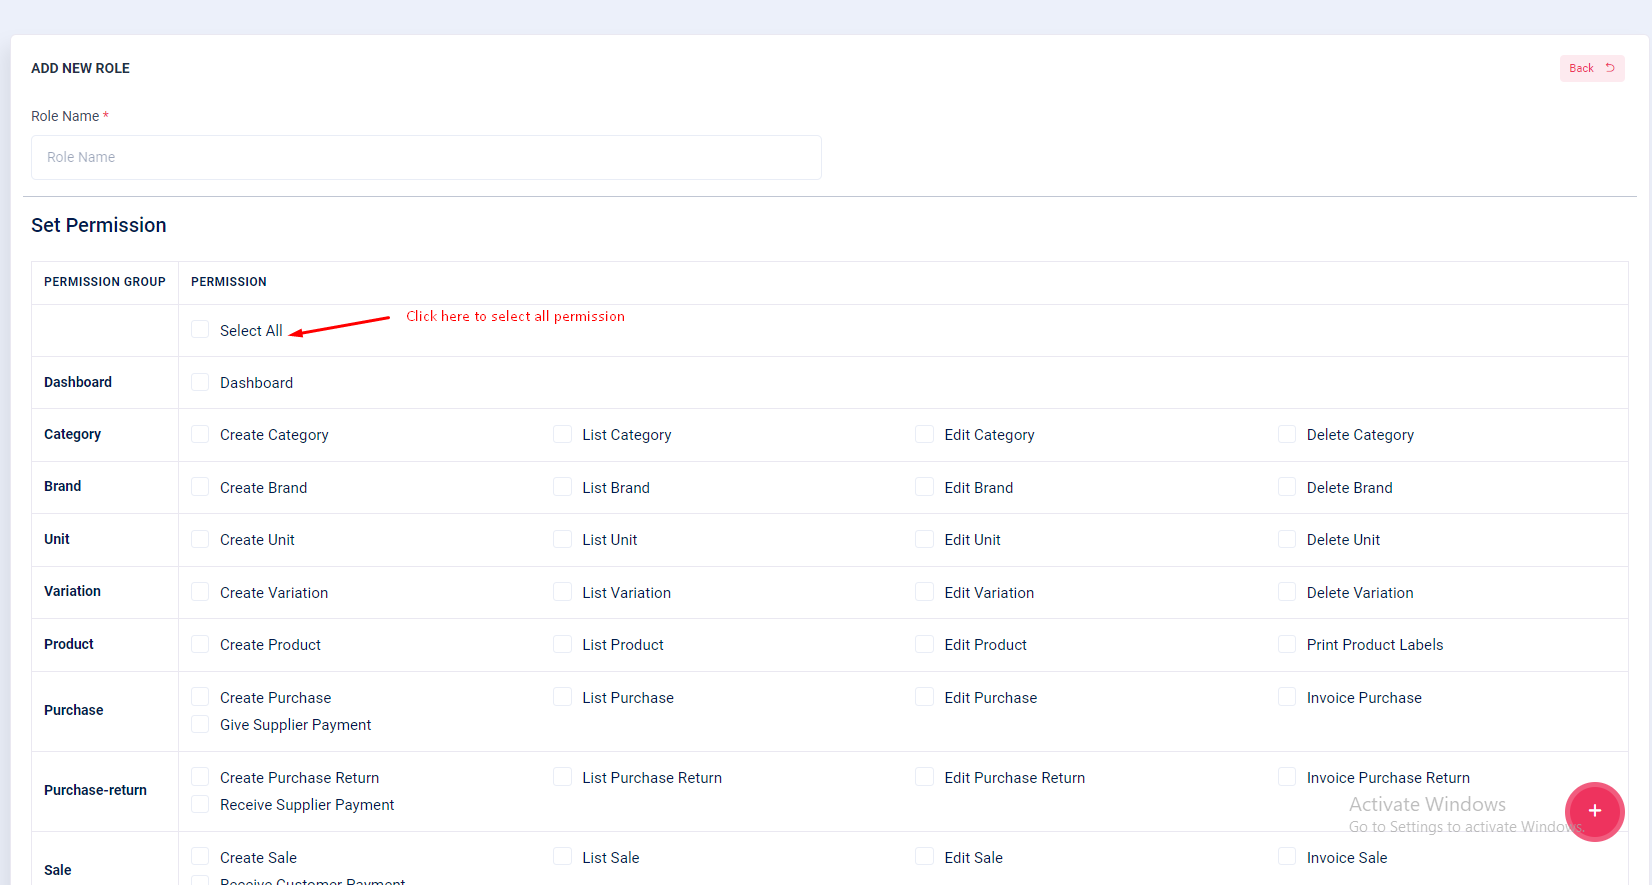 ADD NEW ROLE
Back
Role Name *
Role Name
Set Permission
PERMISSION GROUP PERMISSION
Click here to select all permission
Select All
Dashboard Dashboard
Category Create Category List Category Edit Category Delete Category
Brand Create Brand List Brand Edit Brand Delete Brand
Unit Create Unit List Unit Edit Unit Delete Unit
Variation Create Variation List Variation Edit Variation Delete Variation
Product Create Product List Product Edit Product Print Product Labels
Purchase Create Purchase List Purchase Edit Purchase Invoice Purchase
Give Supplier Payment
Purchase-return Create Purchase Return List Purchase Return Edit Purchase Return Invoice Purchase Return
Receive Supplier Payment
Activate Windows
+
Go to Settings to activate Windows.
Sale Create Sale List Sale Edit Sale Invoice Sale
Receive Customer Payment